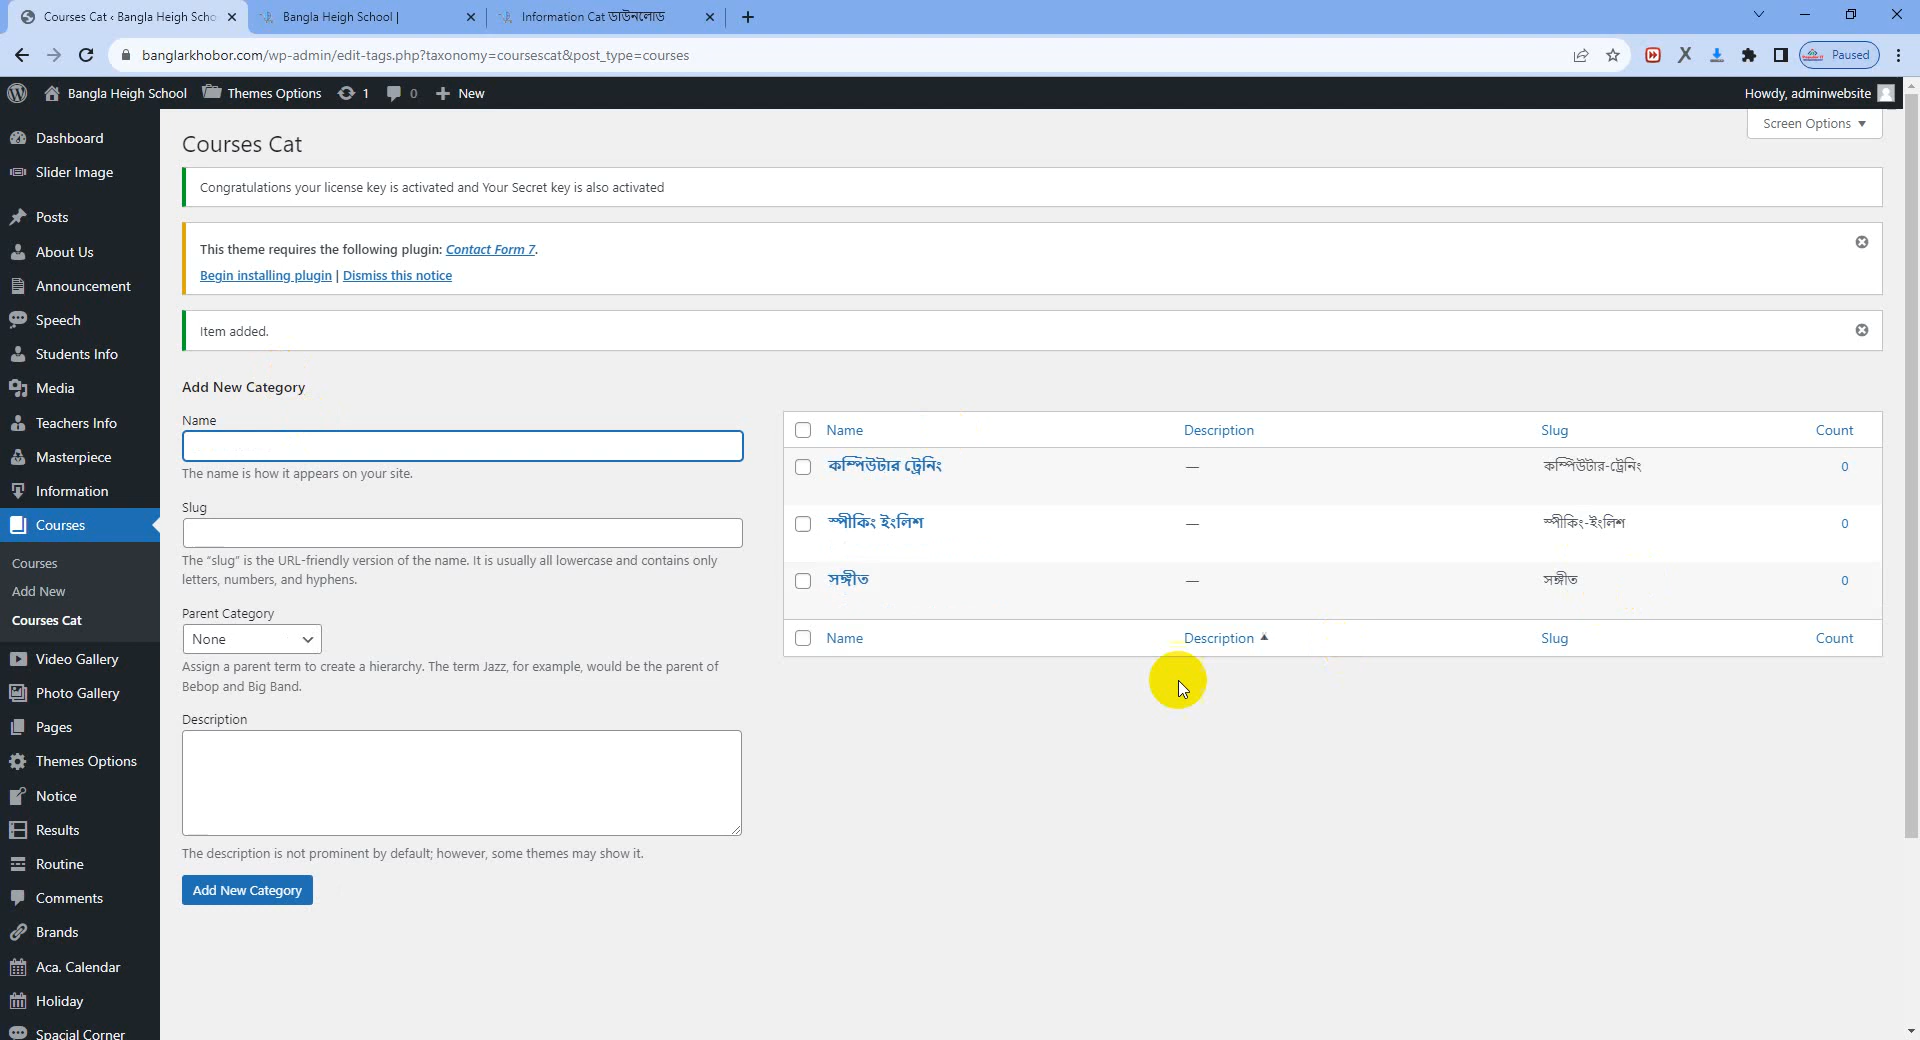 Courses Cat ‹ Bangla Heigh Scho
Bangla Heigh School |
Information Cat ডাউনলোড
banglarkhobor.com/wp-admin/edit-tags.php?taxonomy=coursescat&post_type=courses
Paused
Bangla Heigh School
Themes Options
1
0
New
Howdy, adminwebsite
Screen Options
Dashboard
Slider Image
Posts
About Us
Announcement
Speech
Students Info
Media
Teachers Info
Masterpiece
Information
Courses
Courses
Add New
Courses Cat
Video Gallery
Photo Gallery
Pages
Themes Options
Notice
Results
Routine
Comments
Brands
Aca. Calendar
Holiday
Spacial Corner
Courses Cat
Congratulations your license key is activated and Your Secret key is also activated
This theme requires the following plugin: Contact Form 7.
Begin installing plugin | Dismiss this notice
Item added.
Add New Category
Name
The name is how it appears on your site.
Slug
The “slug” is the URL-friendly version of the name. It is usually all lowercase and contains only
letters, numbers, and hyphens.
Parent Category
None
Assign a parent term to create a hierarchy. The term Jazz, for example, would be the parent of
Bebop and Big Band.
Description
The description is not prominent by default; however, some themes may show it.
Add New Category
Name Description Slug Count
কম্পিউটার ট্রেনিং — কম্পিউটার-ট্রেনিং 0
স্পীকিং ইংলিশ — স্পীকিং-ইংলিশ 0
সঙ্গীত — সঙ্গীত 0
Name Description Slug Count